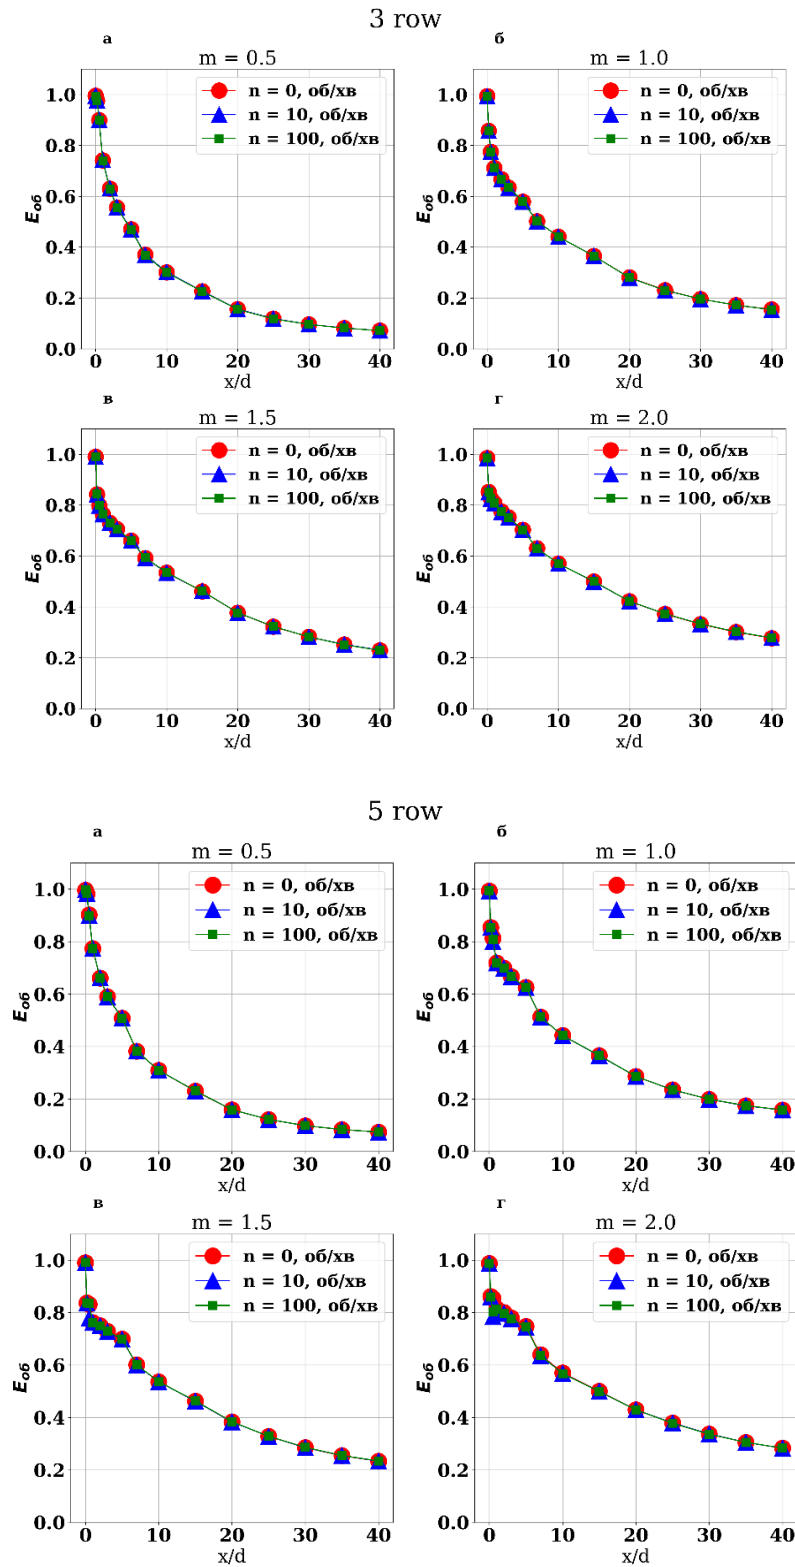 3 row
а
б
m = 0.5
m = 1.0
n = 0, об/хв
n = 10, об/хв
n = 100, об/хв
n = 0, об/хв
n = 10, об/хв
n = 100, об/хв
1.0
0.8
0.6
0.4
0.2
0.0
Eоб
0 10 20 30 40
x/d
1.0
0.8
0.6
0.4
0.2
0.0
Eоб
0 10 20 30 40
x/d
в
г
m = 1.5
m = 2.0
n = 0, об/хв
n = 10, об/хв
n = 100, об/хв
n = 0, об/хв
n = 10, об/хв
n = 100, об/хв
1.0
0.8
0.6
0.4
0.2
0.0
Eоб
0 10 20 30 40
x/d
1.0
0.8
0.6
0.4
0.2
0.0
Eоб
0 10 20 30 40
x/d
5 row
а
б
m = 0.5
m = 1.0
n = 0, об/хв
n = 10, об/хв
n = 100, об/хв
n = 0, об/хв
n = 10, об/хв
n = 100, об/хв
1.0
0.8
0.6
0.4
0.2
0.0
Eоб
0 10 20 30 40
x/d
1.0
0.8
0.6
0.4
0.2
0.0
Eоб
0 10 20 30 40
x/d
в
г
m = 1.5
m = 2.0
n = 0, об/хв
n = 10, об/хв
n = 100, об/хв
n = 0, об/хв
n = 10, об/хв
n = 100, об/хв
1.0
0.8
0.6
0.4
0.2
0.0
Eоб
0 10 20 30 40
x/d
1.0
0.8
0.6
0.4
0.2
0.0
Eоб
0 10 20 30 40
x/d